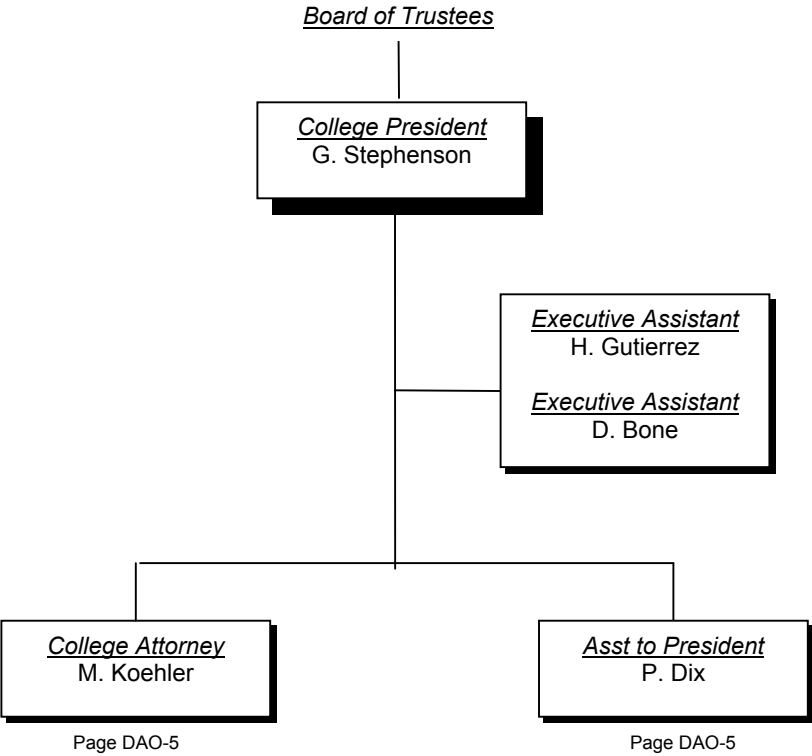 Board of Trustees
College President
G. Stephenson
Executive Assistant
H. Gutierrez
Executive Assistant
D. Bone
College Attorney
M. Koehler
Asst to President
P. Dix
Page DAO-5
Page DAO-5